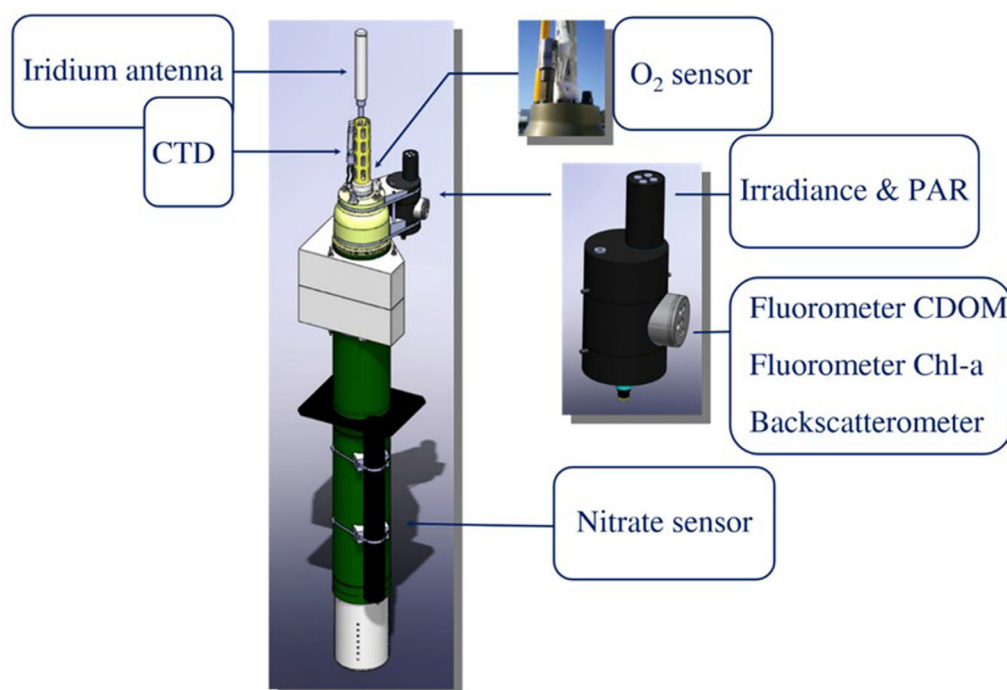 Iridium antenna
CTD
O₂ sensor
Irradiance & PAR
Fluorometer CDOM
Fluorometer Chl-a
Backscatterometer
Nitrate sensor